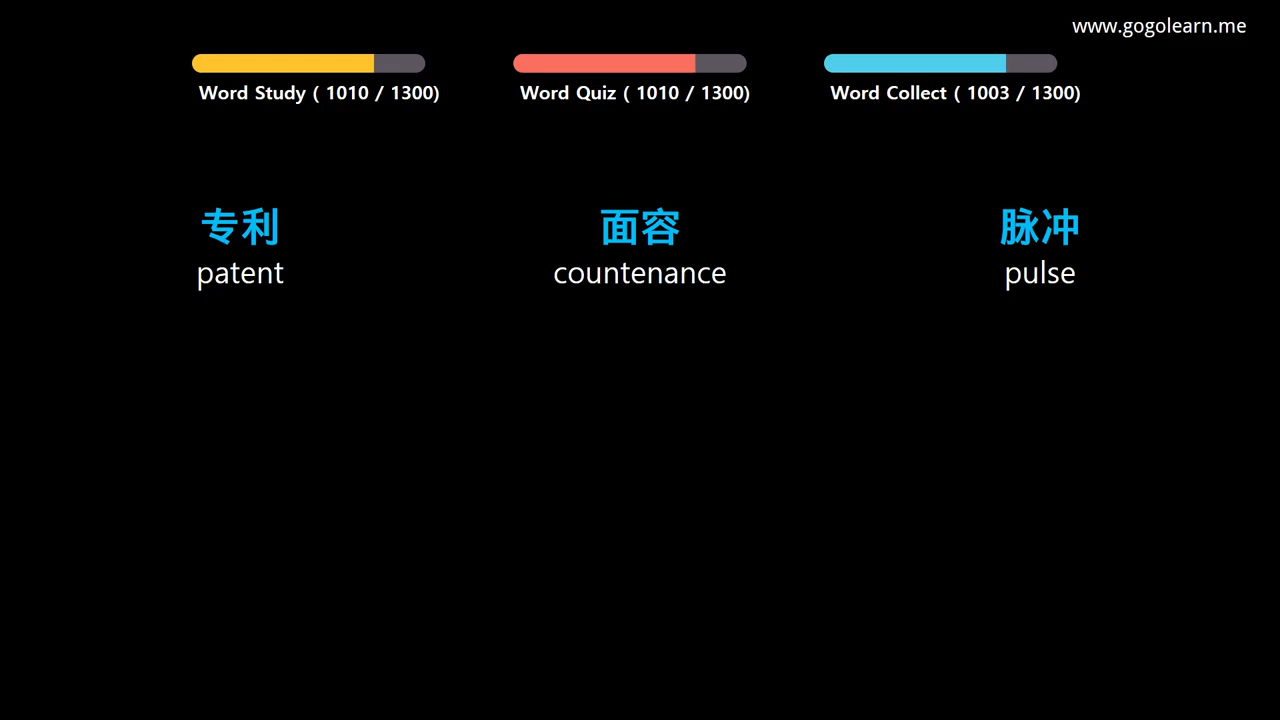 www.gogolearn.me
Word Study ( 1010 / 1300)
Word Quiz ( 1010 / 1300)
Word Collect ( 1003 / 1300)
专利
patent
面容
countenance
脉冲
pulse